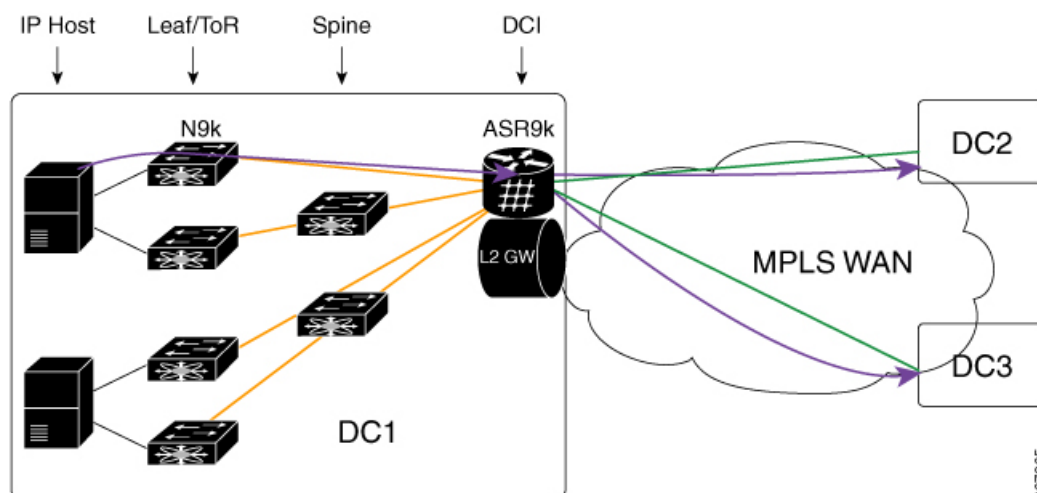 IP Host
Leaf/ToR
Spine
DCI
N9k
ASR9k
DC2
L2 GW
MPLS WAN
DC3
DC1